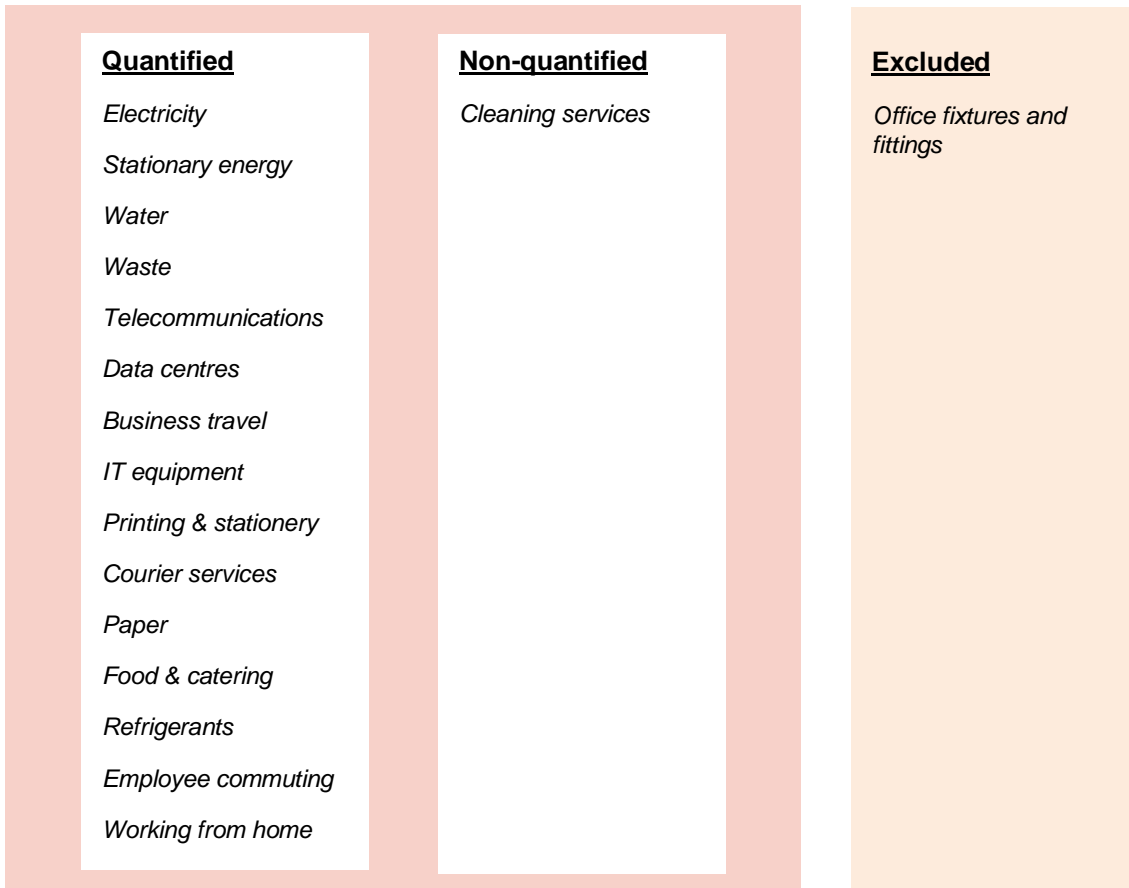 Quantified
Electricity
Stationary energy
Water
Waste
Telecommunications
Data centres
Business travel
IT equipment
Printing & stationery
Courier services
Paper
Food & catering
Refrigerants
Employee commuting
Working from home
Non-quantified
Cleaning services
Excluded
Office fixtures and
fittings